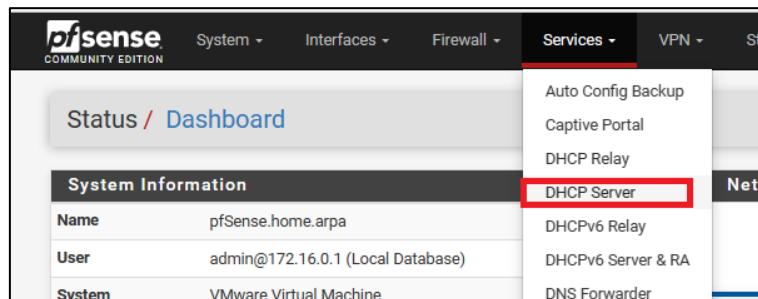 pfsense
COMMUNITY EDITION
System Interfaces Firewall Services VPN
Auto Config Backup
Captive Portal
DHCP Relay
DHCP Server
DHCPv6 Relay
DHCPv6 Server & RA
DNS Forwarder
Status / Dashboard
System Information
Net
Name pfSense.home.arpa
User admin@172.16.0.1 (Local Database)
System VMware Virtual Machine